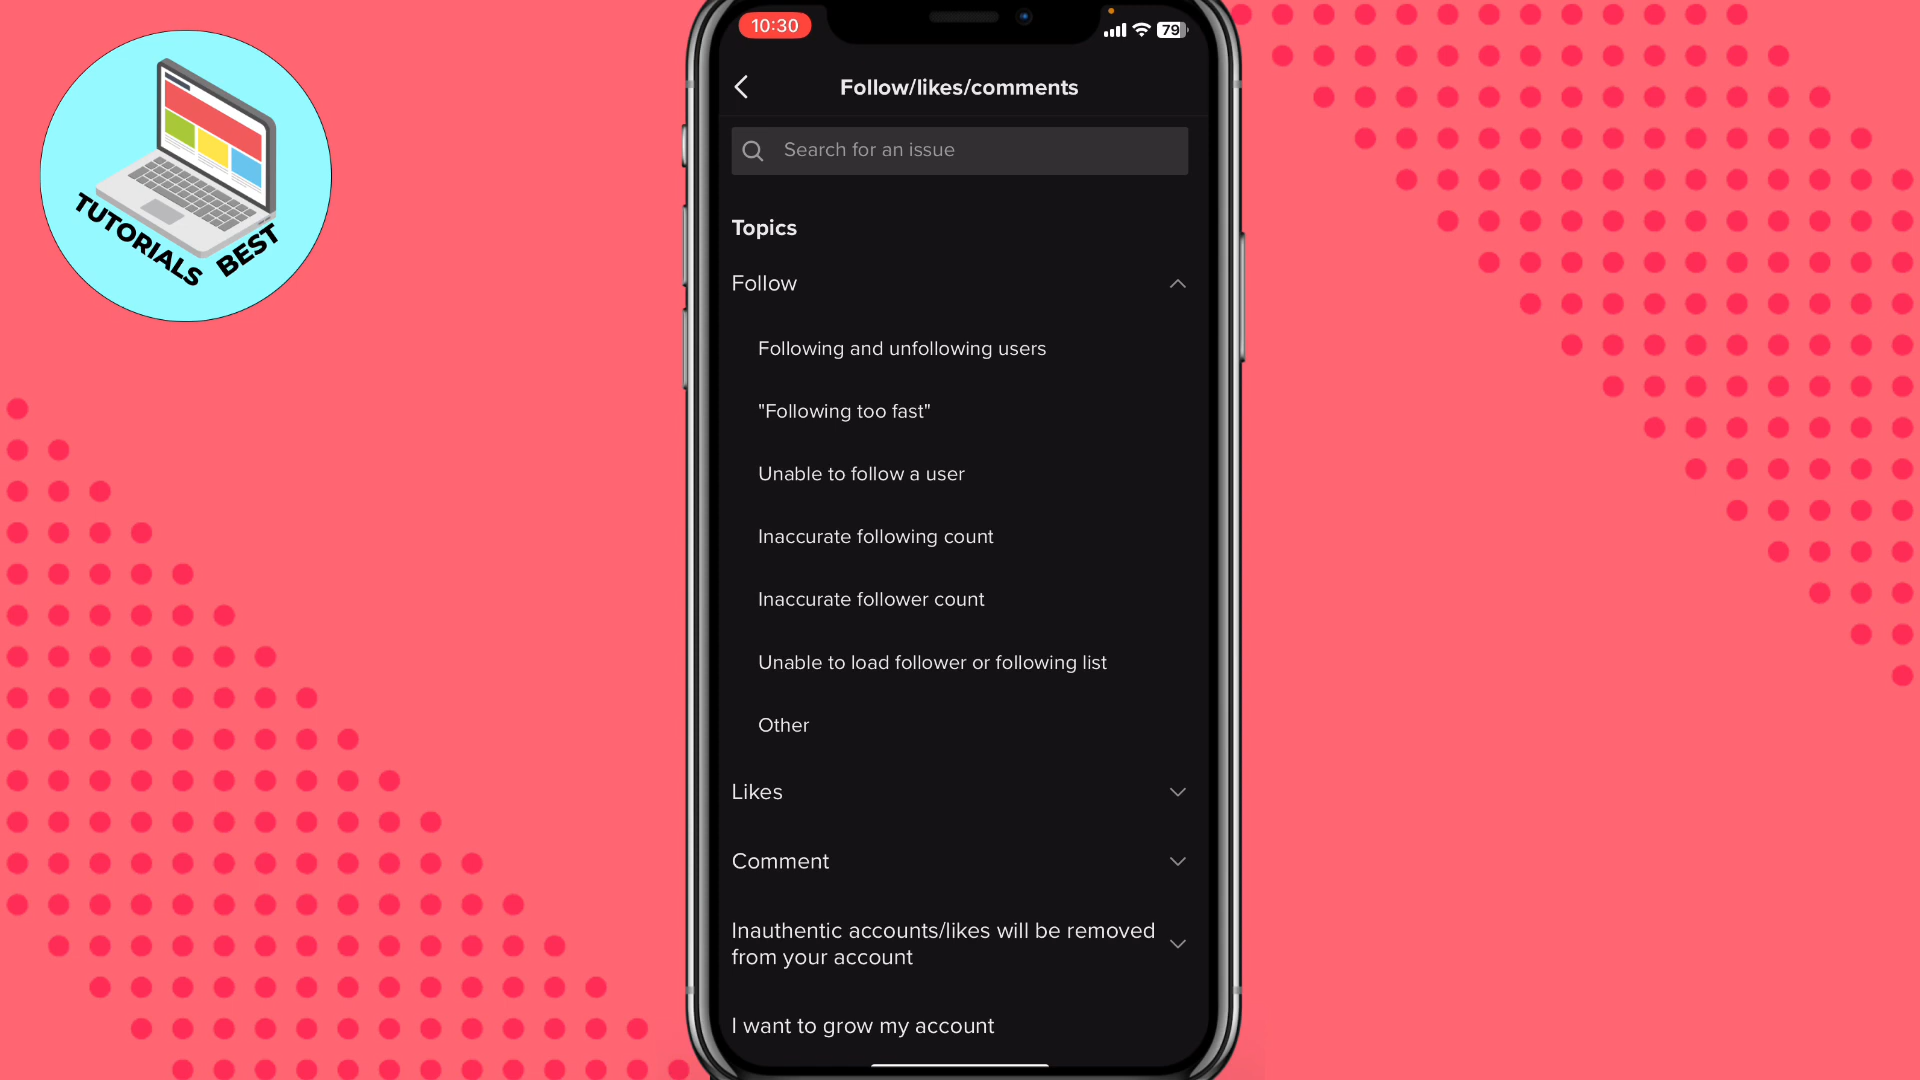 TUTORIALS BEST
10:30
79
Follow/likes/comments
Search for an issue
Topics
Follow
Following and unfollowing users
"Following too fast"
Unable to follow a user
Inaccurate following count
Inaccurate follower count
Unable to load follower or following list
Other
Likes
Comment
Inauthentic accounts/likes will be removed
from your account
I want to grow my account